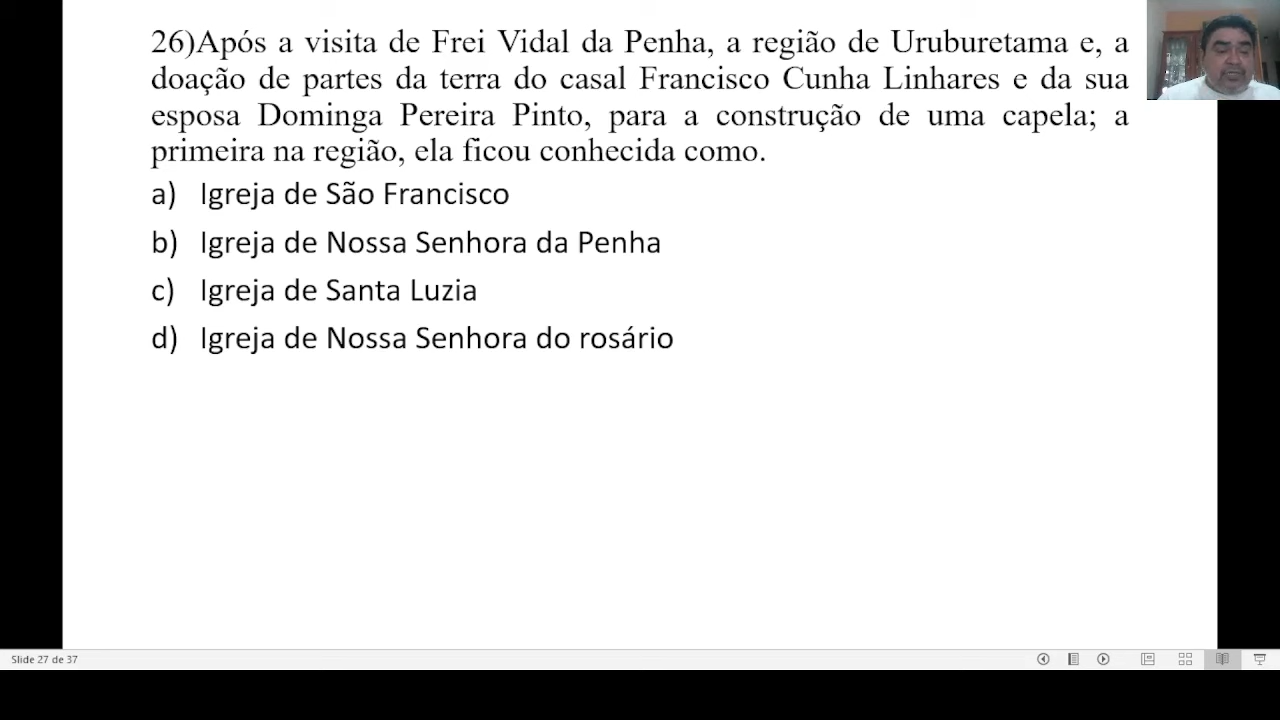 26)Após a visita de Frei Vidal da Penha, a região de Uruburetama e, a
doação de partes da terra do casal Francisco Cunha Linhares e da sua
esposa Dominga Pereira Pinto, para a construção de uma capela; a
primeira na região, ela ficou conhecida como.
a) Igreja de São Francisco
b) Igreja de Nossa Senhora da Penha
c) Igreja de Santa Luzia
d) Igreja de Nossa Senhora do rosário
Slide 27 de 37